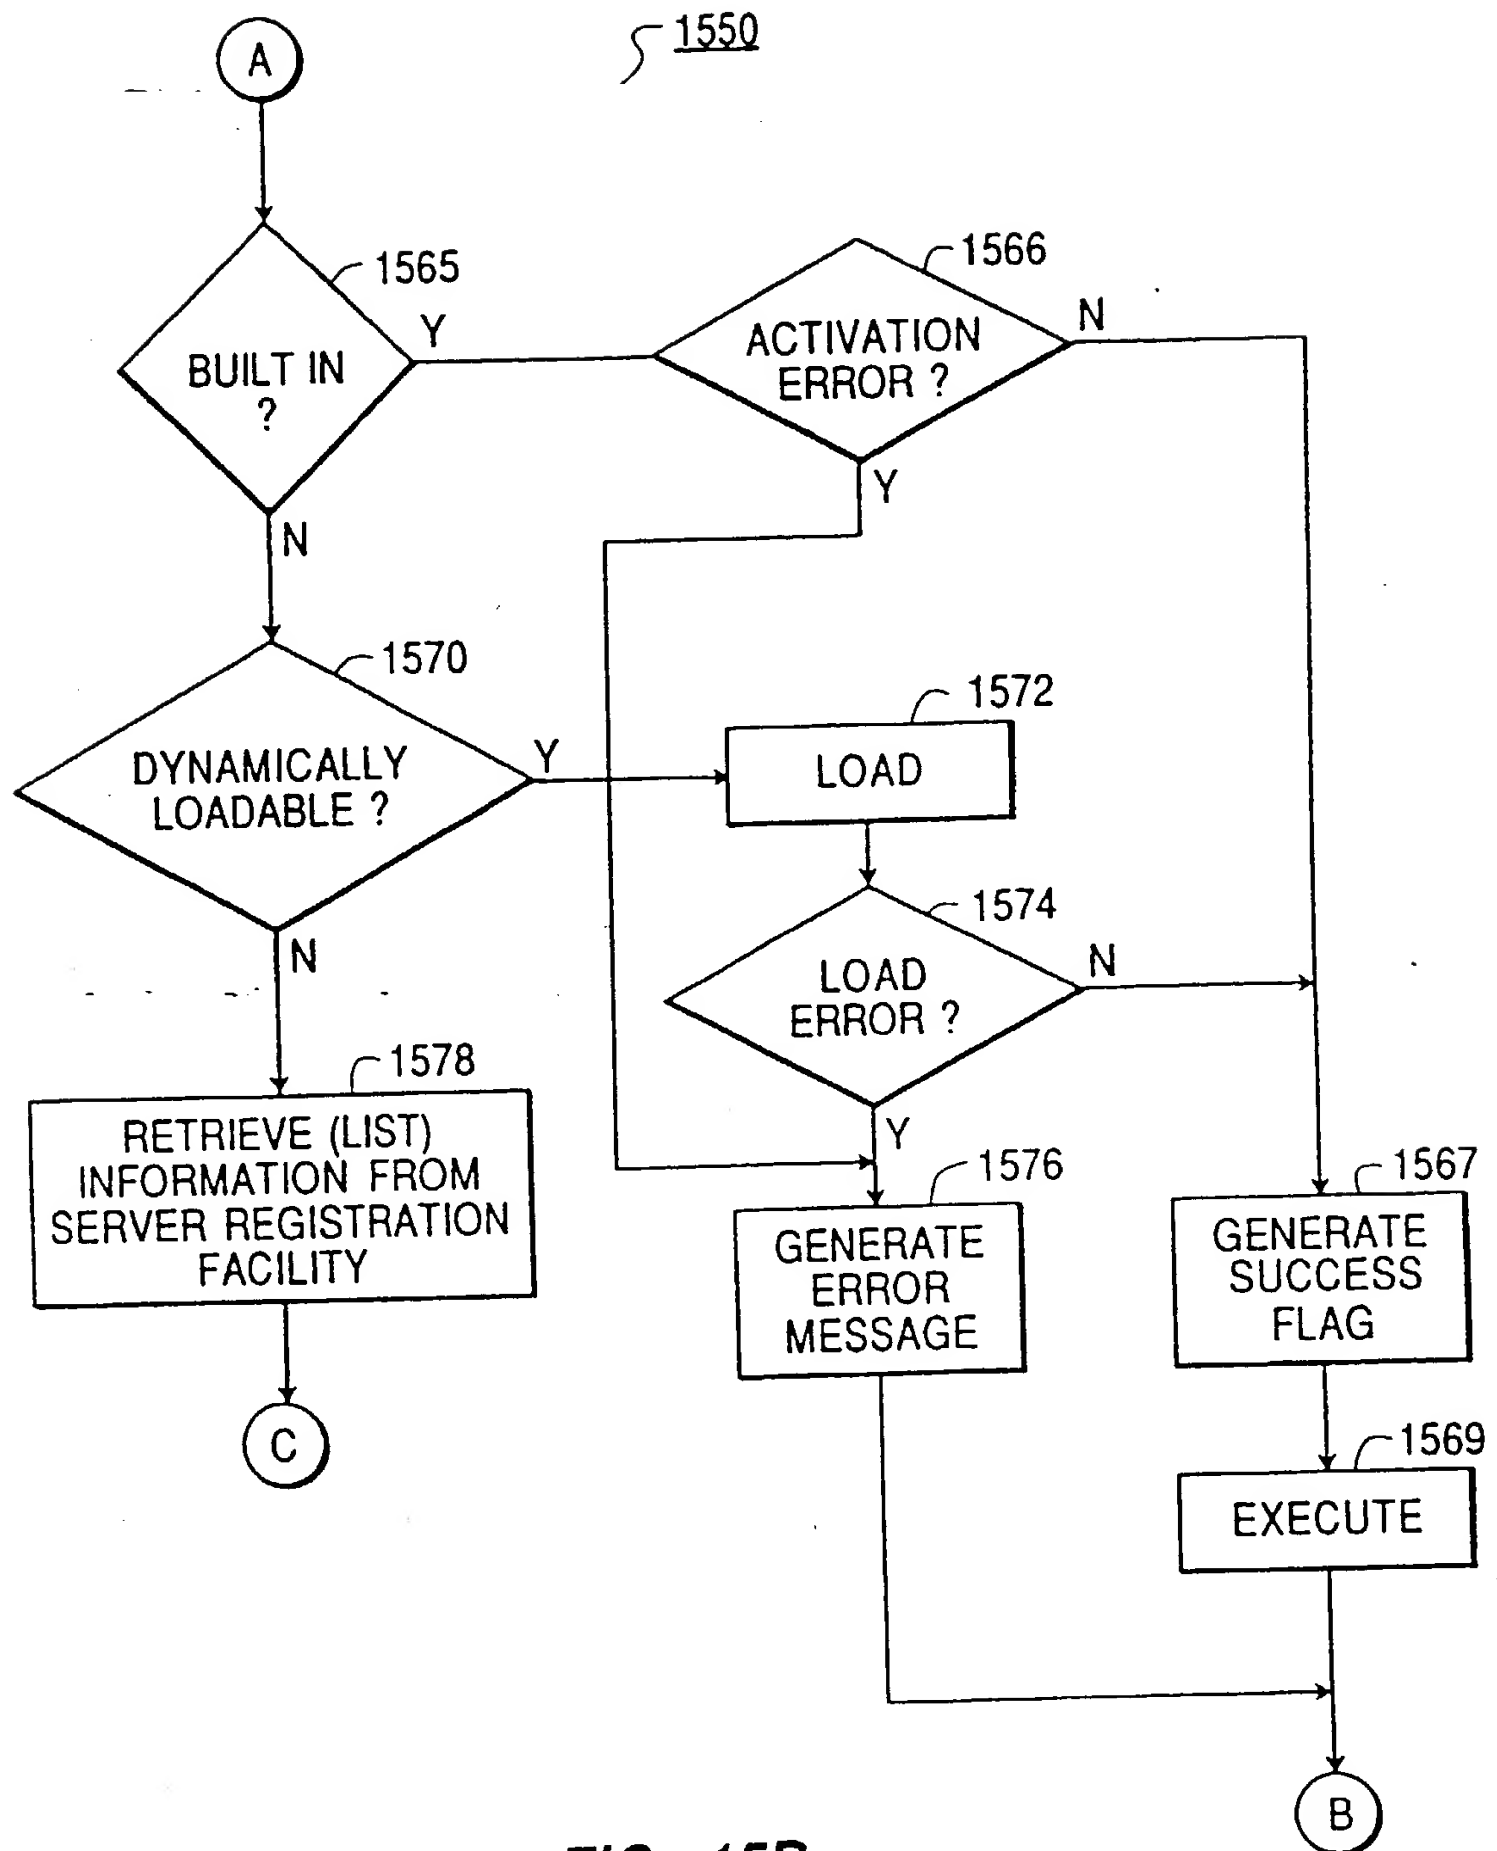 1550
A
1565
BUILT IN
?
Y
N
1566
ACTIVATION
ERROR ?
N
Y
1570
DYNAMICALLY
LOADABLE ?
Y
N
1572
LOAD
1574
LOAD
ERROR ?
N
Y
1578
RETRIEVE (LIST)
INFORMATION FROM
SERVER REGISTRATION
FACILITY
1576
GENERATE
ERROR
MESSAGE
1567
GENERATE
SUCCESS
FLAG
C
1569
EXECUTE
B